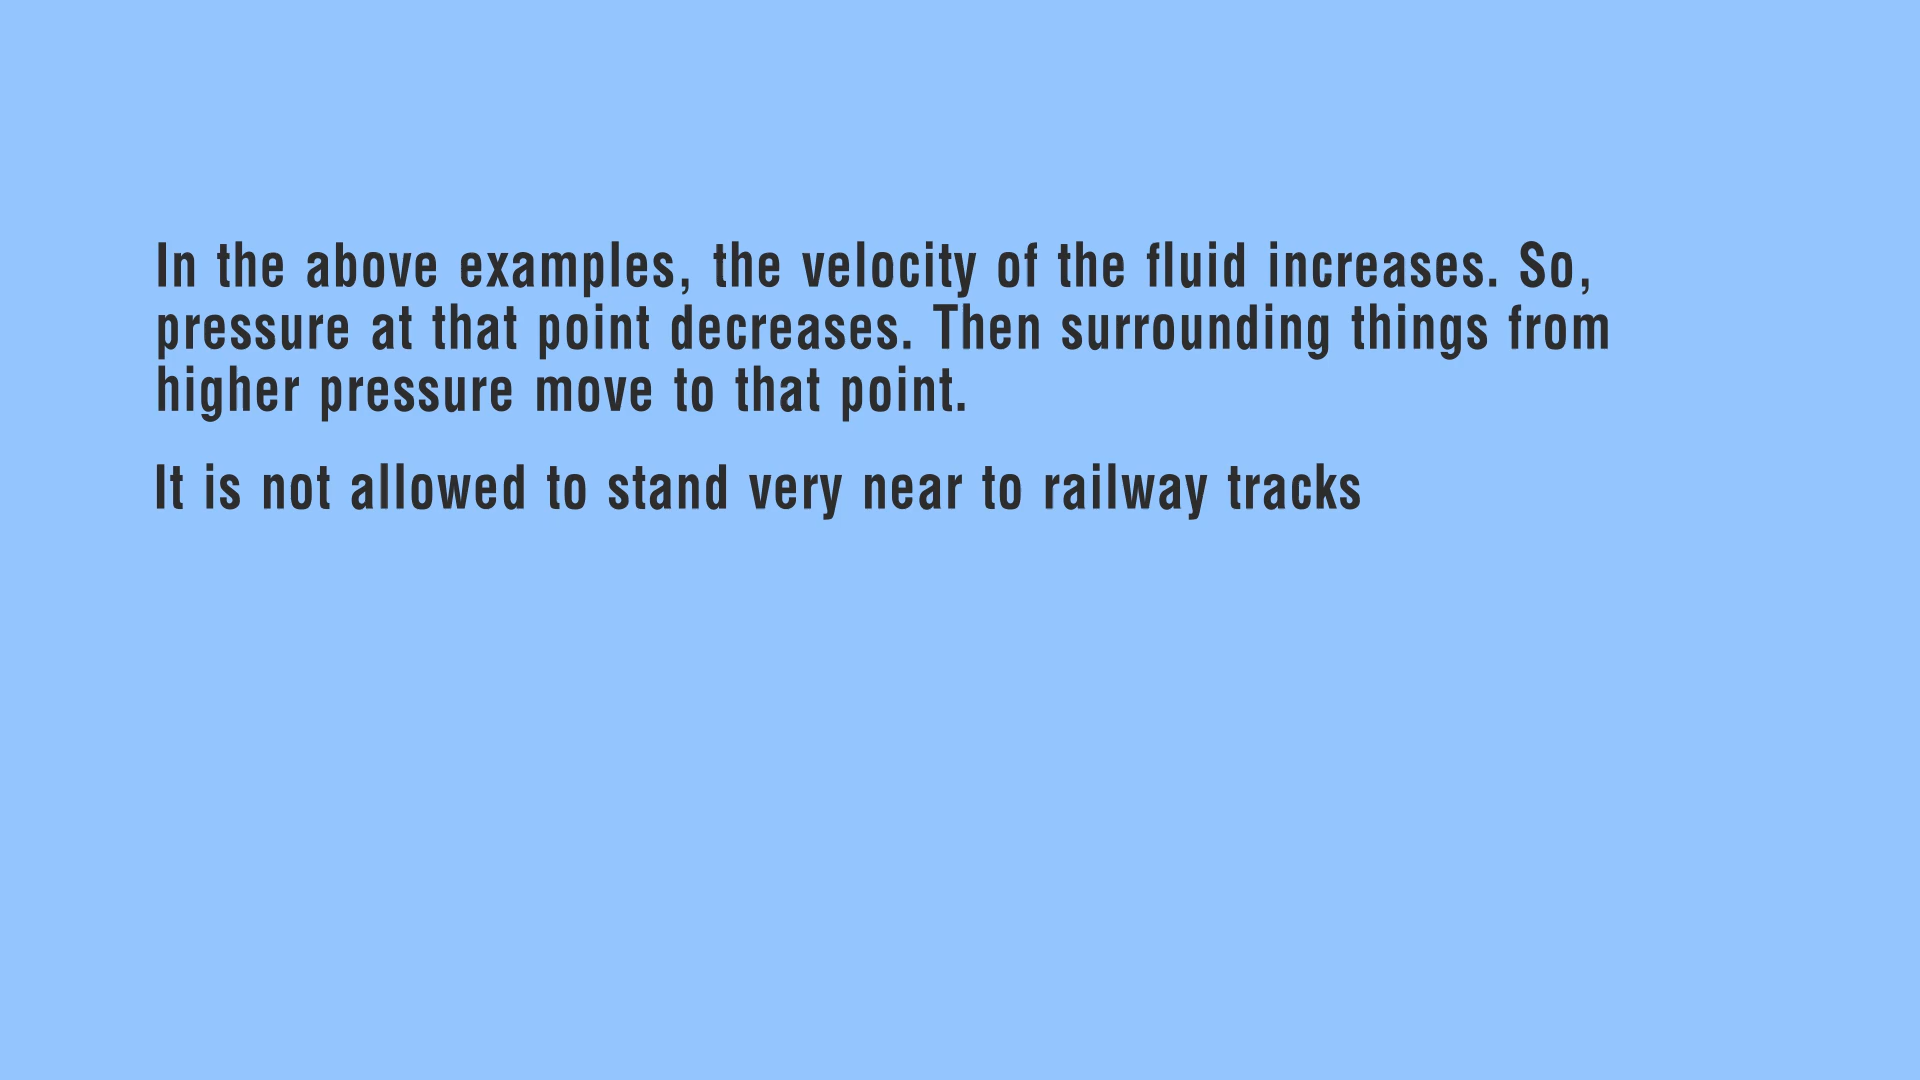 In the above examples, the velocity of the fluid increases. So,
pressure at that point decreases. Then surrounding things from
higher pressure move to that point.
It is not allowed to stand very near to railway tracks